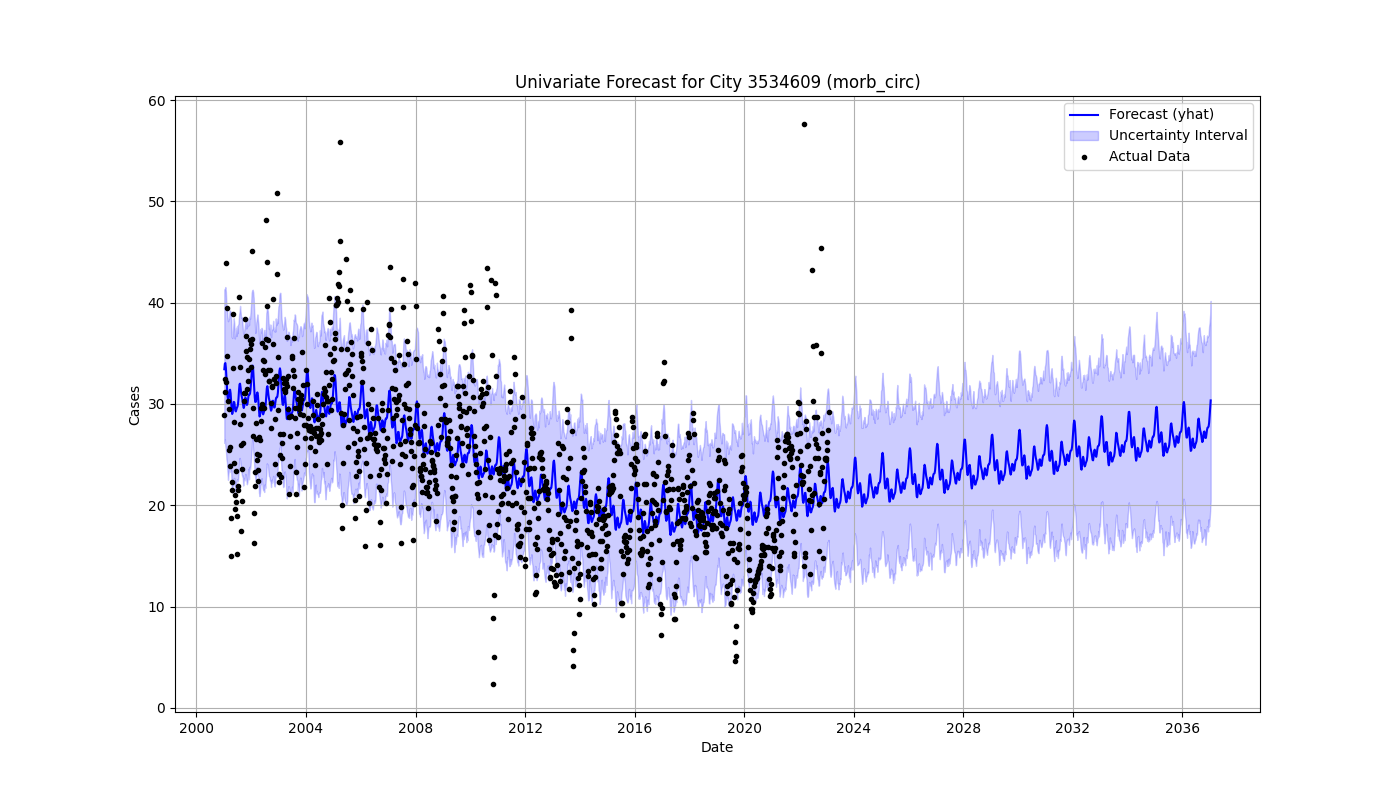 Univariate Forecast for City 3534609 (morb_circ)
Forecast (yhat)
Uncertainty Interval
Actual Data
60
50
40
30
20
10
0
Cases
2000 2004 2008 2012 2016 2020 2024 2028 2032 2036
Date